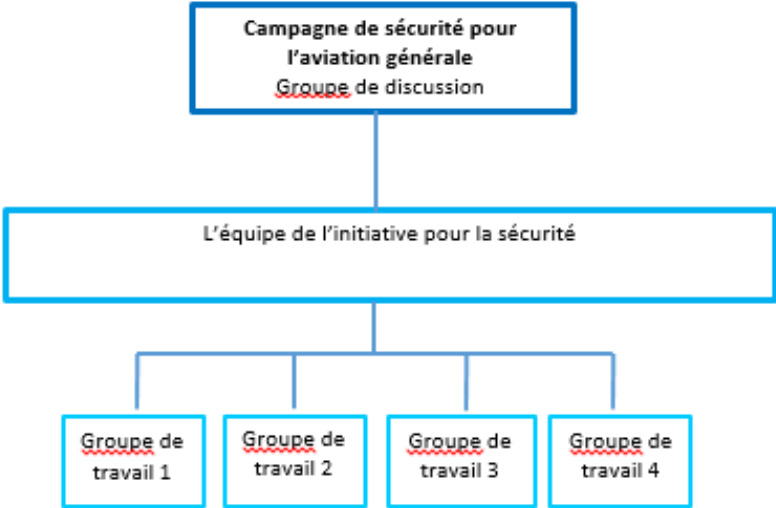 Campagne de sécurité pour
l'aviation générale
Groupe de discussion
L'équipe de l'initiative pour la sécurité
Groupe de
travail 1
Groupe de
travail 2
Groupe de
travail 3
Groupe de
travail 4